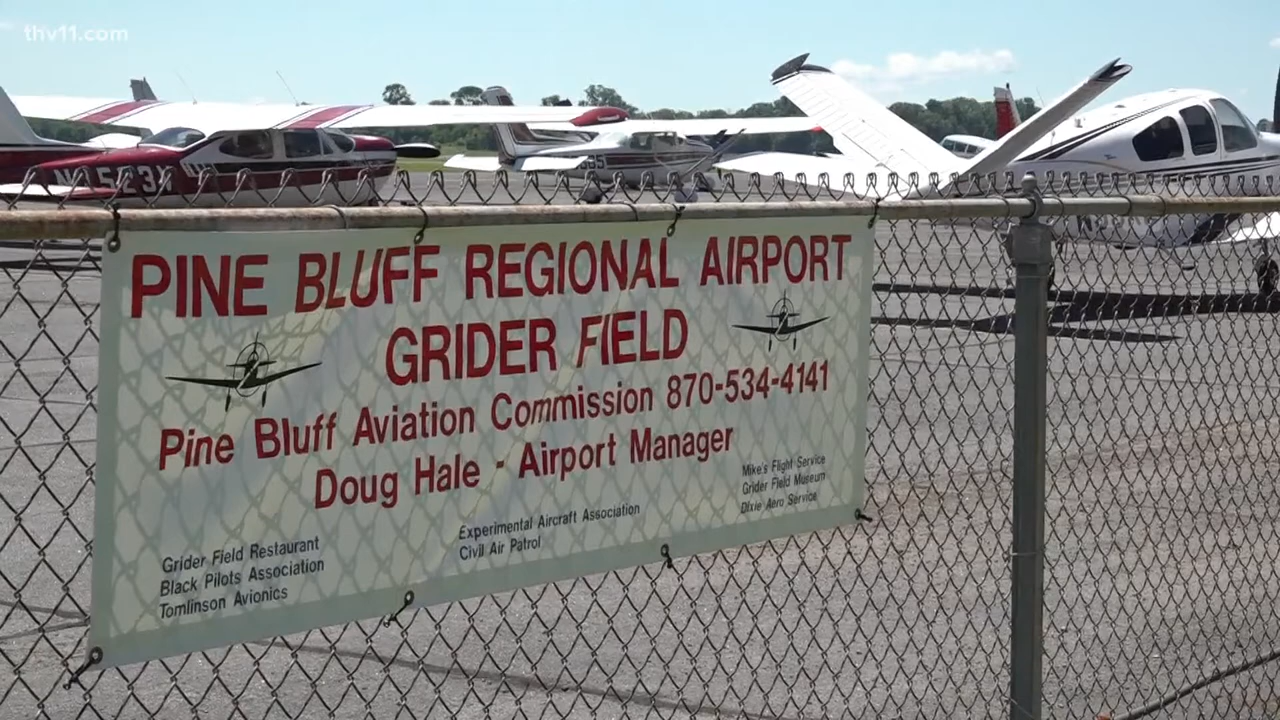 thv11.com
PINE BLUFF REGIONAL AIRPORT
GRIDER FIELD
Pine Bluff Aviation Commission 870-534-4141
Doug Hale - Airport Manager
Mike's Flight Service
Grider Field Museum
Dixie Aero Service
Experimental Aircraft Association
Civil Air Patrol
Grider Field Restaurant
Black Pilots Association
Tomlinson Avionics